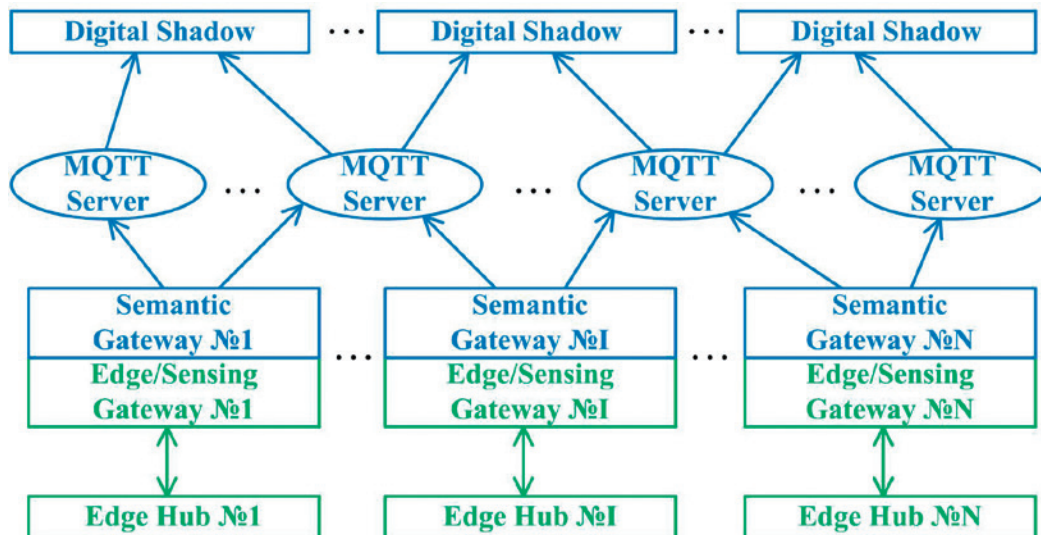 Digital Shadow ... Digital Shadow ... Digital Shadow
MQTT
Server
...
MQTT
Server
...
MQTT
Server
...
MQTT
Server
Semantic
Gateway №1
Edge/Sensing
Gateway №1
...
Semantic
Gateway №I
Edge/Sensing
Gateway №I
...
Semantic
Gateway №N
Edge/Sensing
Gateway №N
Edge Hub №1
Edge Hub №I
Edge Hub №N